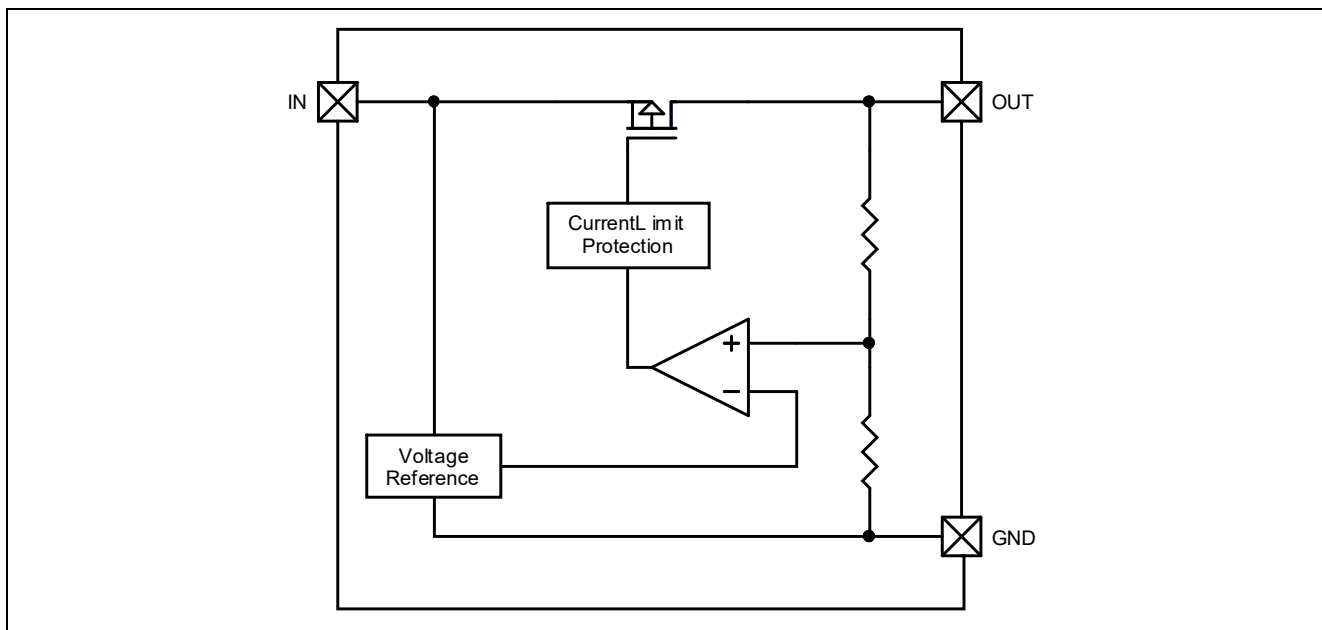 IN
OUT
CurrentL imit
Protection
+
−
Voltage
Reference
GND